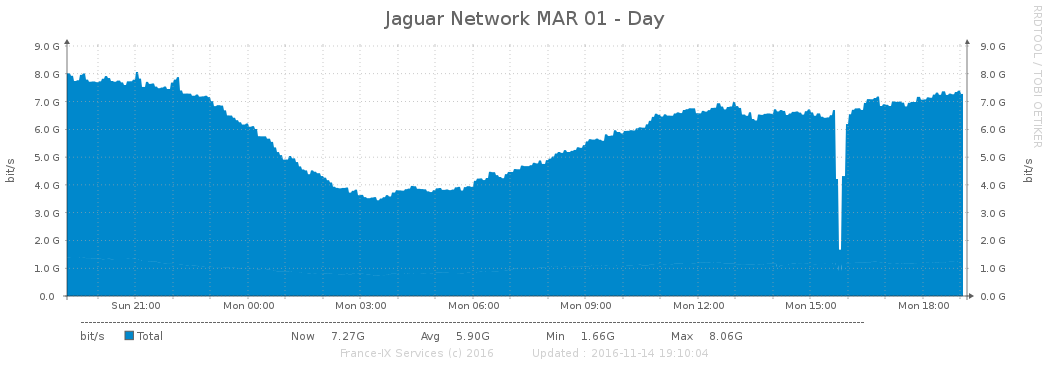 Jaguar Network MAR 01 - Day
RRDTOOL / TOBI OETIKER
9.0 G 9.0 G
8.0 G 8.0 G
7.0 G 7.0 G
6.0 G 6.0 G
5.0 G 5.0 G
4.0 G 4.0 G
3.0 G 3.0 G
2.0 G 2.0 G
1.0 G 1.0 G
0.0 0.0 G
bit/s bit/s
Sun 21:00 Mon 00:00 Mon 03:00 Mon 06:00 Mon 09:00 Mon 12:00 Mon 15:00 Mon 18:00
bit/s Total Now 7.27G Avg 5.90G Min 1.66G Max 8.06G
France-IX Services (c) 2016 Updated : 2016-11-14 19:10:04